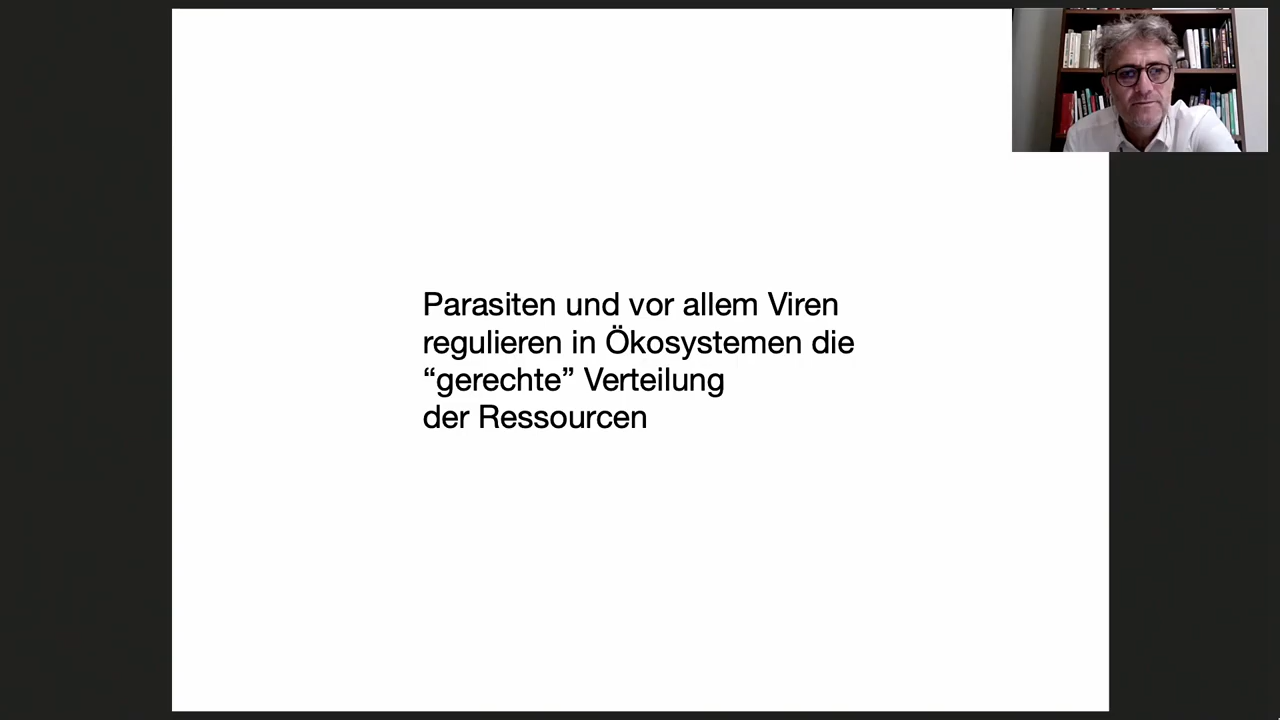 Parasiten und vor allem Viren
regulieren in Ökosystemen die
“gerechte” Verteilung
der Ressourcen